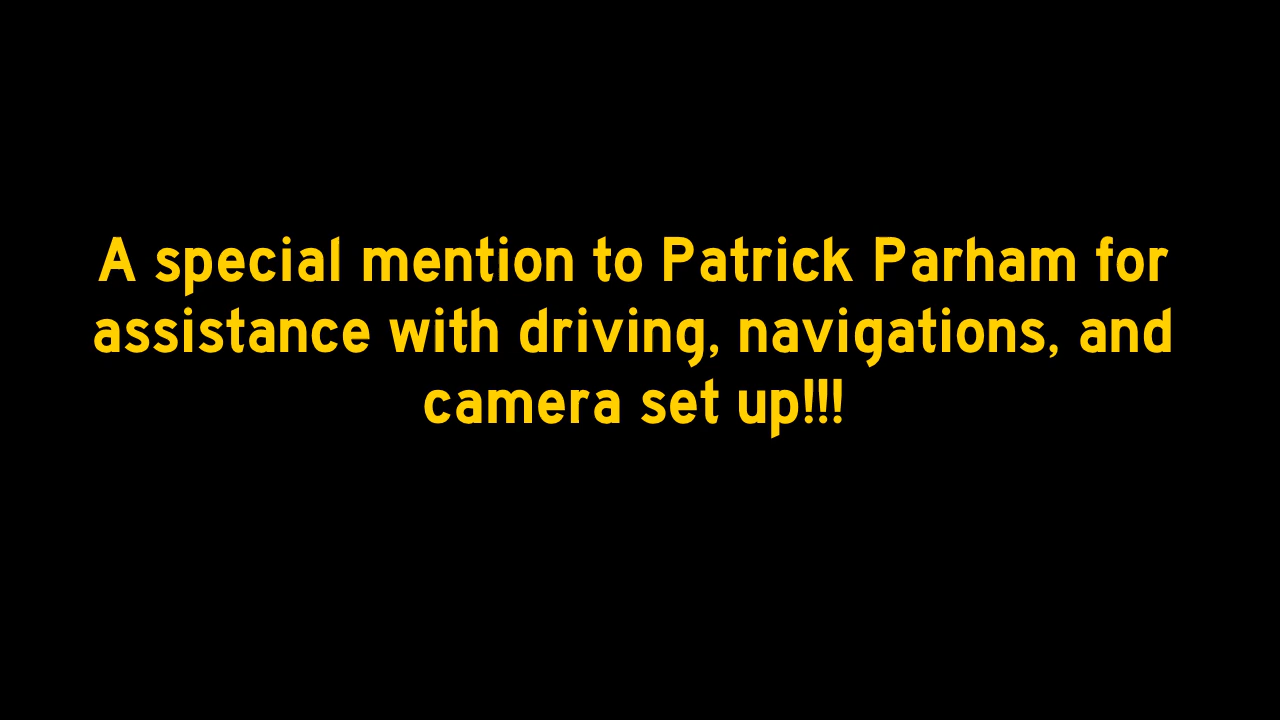 A special mention to Patrick Parham for
assistance with driving, navigations, and
camera set up!!!